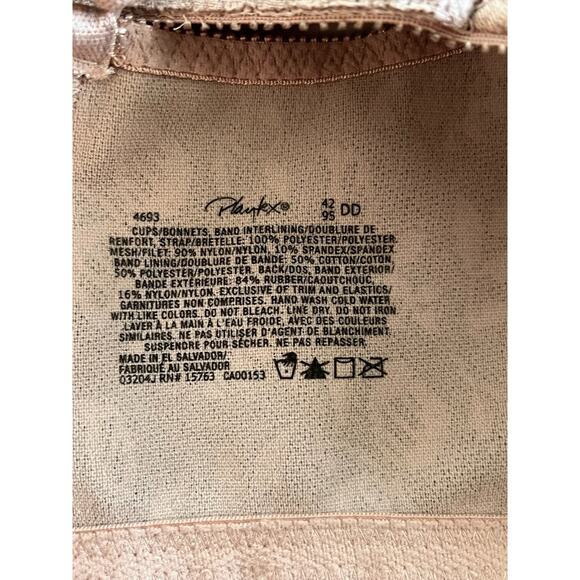 4693 Playtex® 42 DD
95
CUPS/BONNETS, BAND INTERLINING/DOUBLURE DE
RENFORT, STRAP/BRETELLE: 100% POLYESTER/POLYESTER.
MESH/FILET: 90% NYLON/NYLON, 10% SPANDEX/SPANDEX
BAND LINING/DOUBLURE DE BANDE: 50% COTTON/COTON,
50% POLYESTER/POLYESTER. BACK/DOS, BAND EXTERIOR/
BANDE EXTÉRIEURE: 84% RUBBER/CAOUTCHOUC,
16% NYLON/NYLON. EXCLUSIVE OF TRIM AND ELASTICS/
GARNITURES NON COMPRISES. HAND WASH COLD WATER
WITH LIKE COLORS. DO NOT BLEACH. LINE DRY. DO NOT IRON
LAVER À LA MAIN À L'EAU FROIDE, AVEC DES COULEURS
SIMILAIRES. NE PAS UTILISER D'AGENT DE BLANCHIMENT.
SUSPENDRE POUR SÉCHER. NE PAS REPASSER.
MADE IN EL SALVADOR/
FABRIQUÉ AU SALVADOR
03204J RN# 15763 CA00153